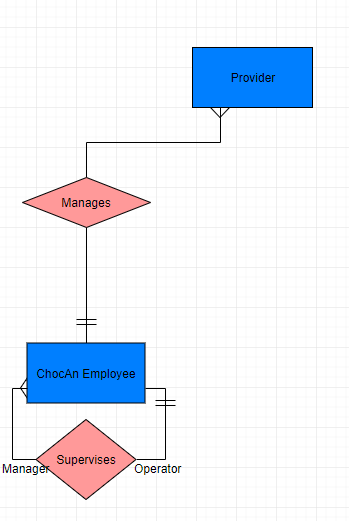 Provider
Manages
ChocAn Employee
Supervises
Manager
Operator